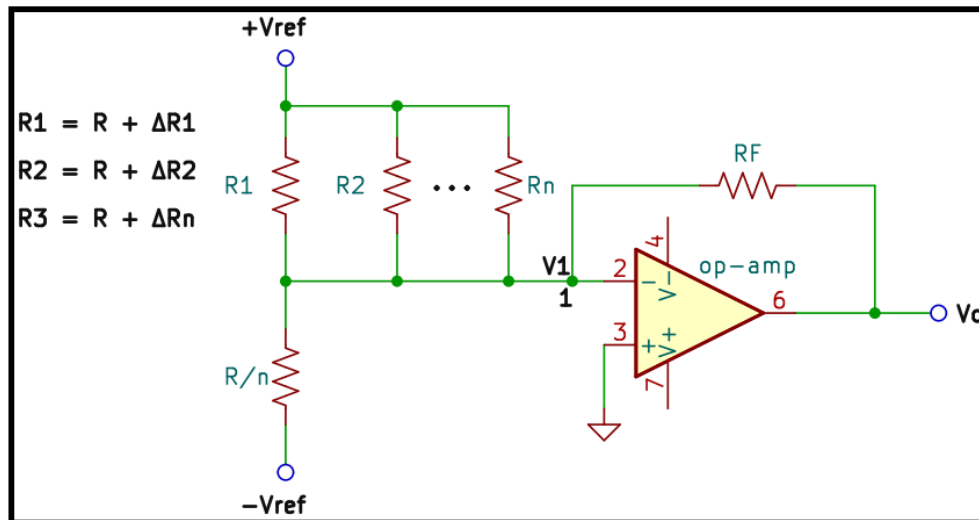 +Vref
R1 = R + ΔR1
R2 = R + ΔR2
R3 = R + ΔRn
R1
R2
...
Rn
RF
V1
1
2
3
4
V-
op-amp
6
V+
7
Vo
R/n
-Vref